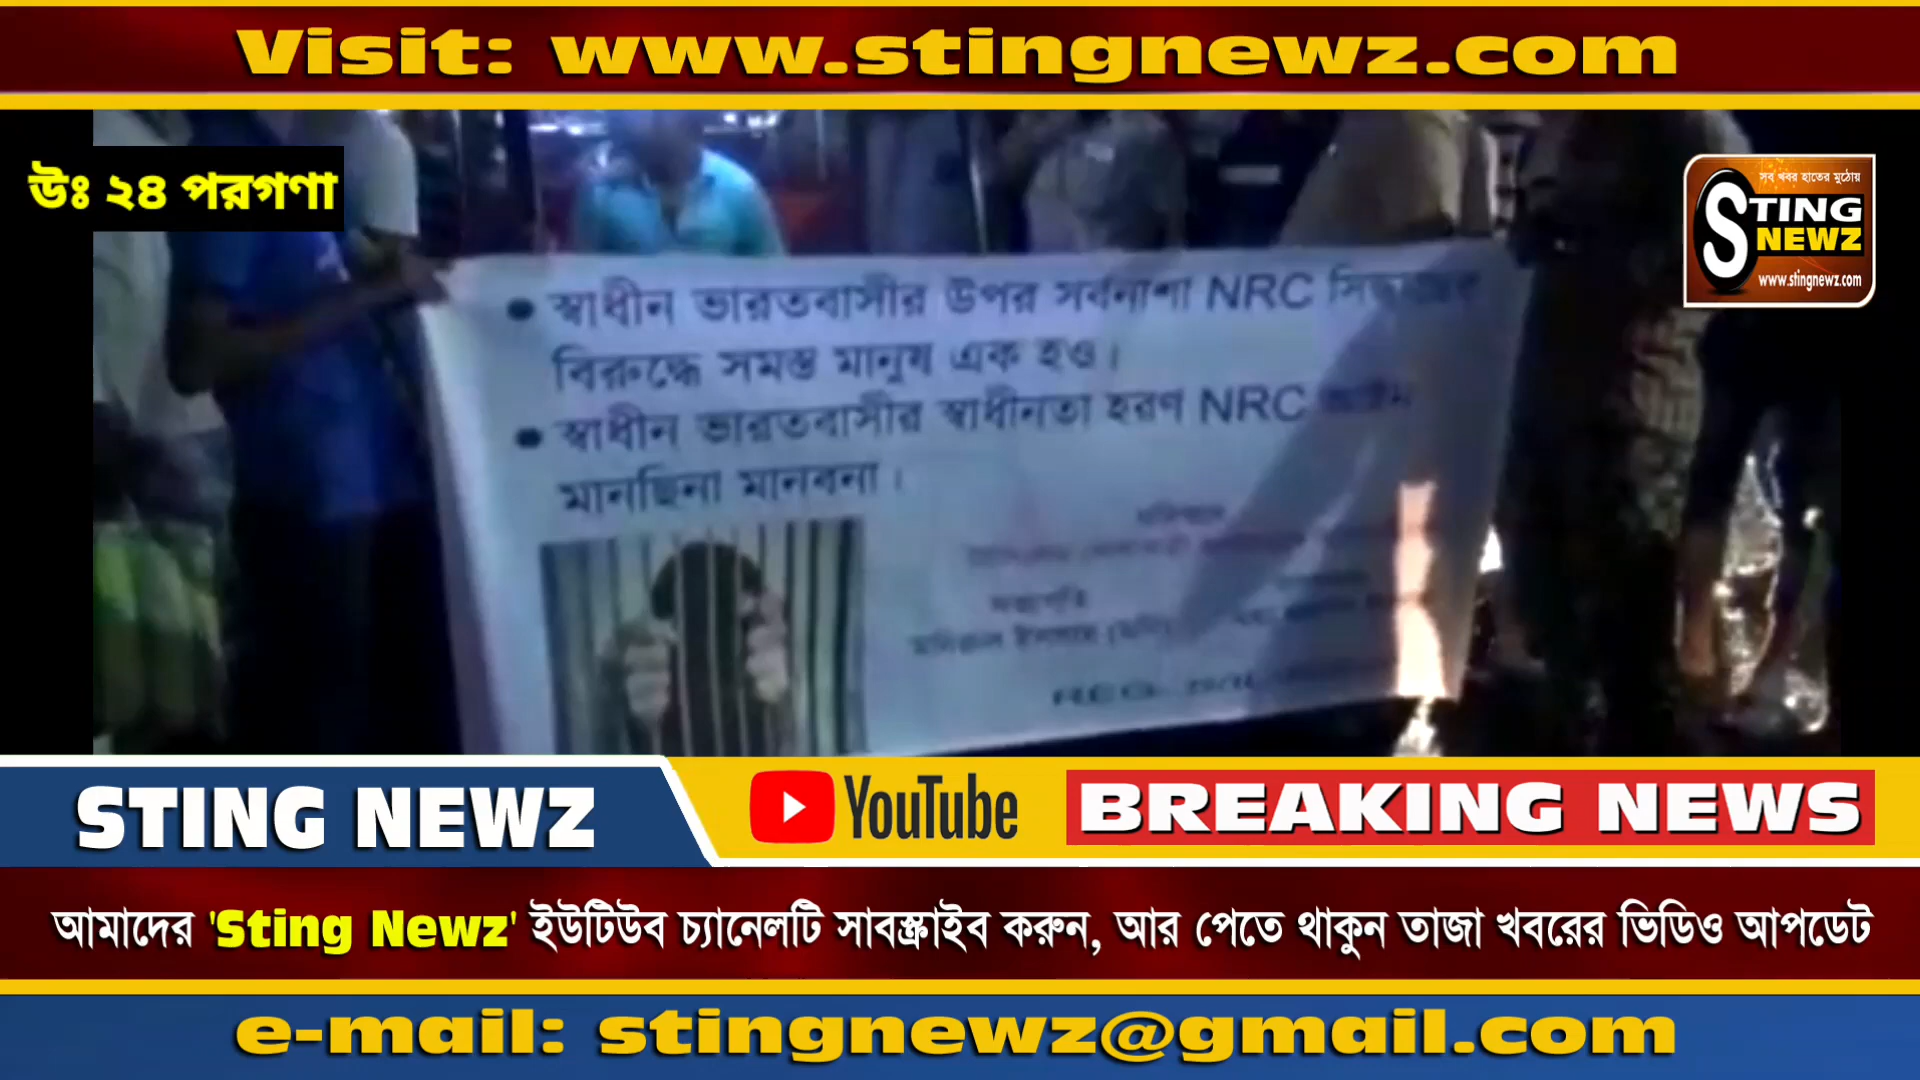 Visit: www.stingnewz.com
উঃ ২৪ পরগণা
সব খবর হাতের মুঠোয়
STING
NEWZ
www.stingnewz.com
• স্বাধীন ভারতবাসীর উপর সর্বনাশা NRC
বিরুদ্ধে সমস্ত মানুষ এক হও।
• স্বাধীন ভারতবাসীর স্বাধীনতা হরণ NRC
মানছিনা মানবনা।
সভাপতি
STING NEWZ
YouTube
BREAKING NEWS
আমাদের 'Sting Newz' ইউটিউব চ্যানেলটি সাবস্ক্রাইব করুন, আর পেতে থাকুন তাজা খবরের ভিডিও আপডেট
e-mail: stingnewz@gmail.com